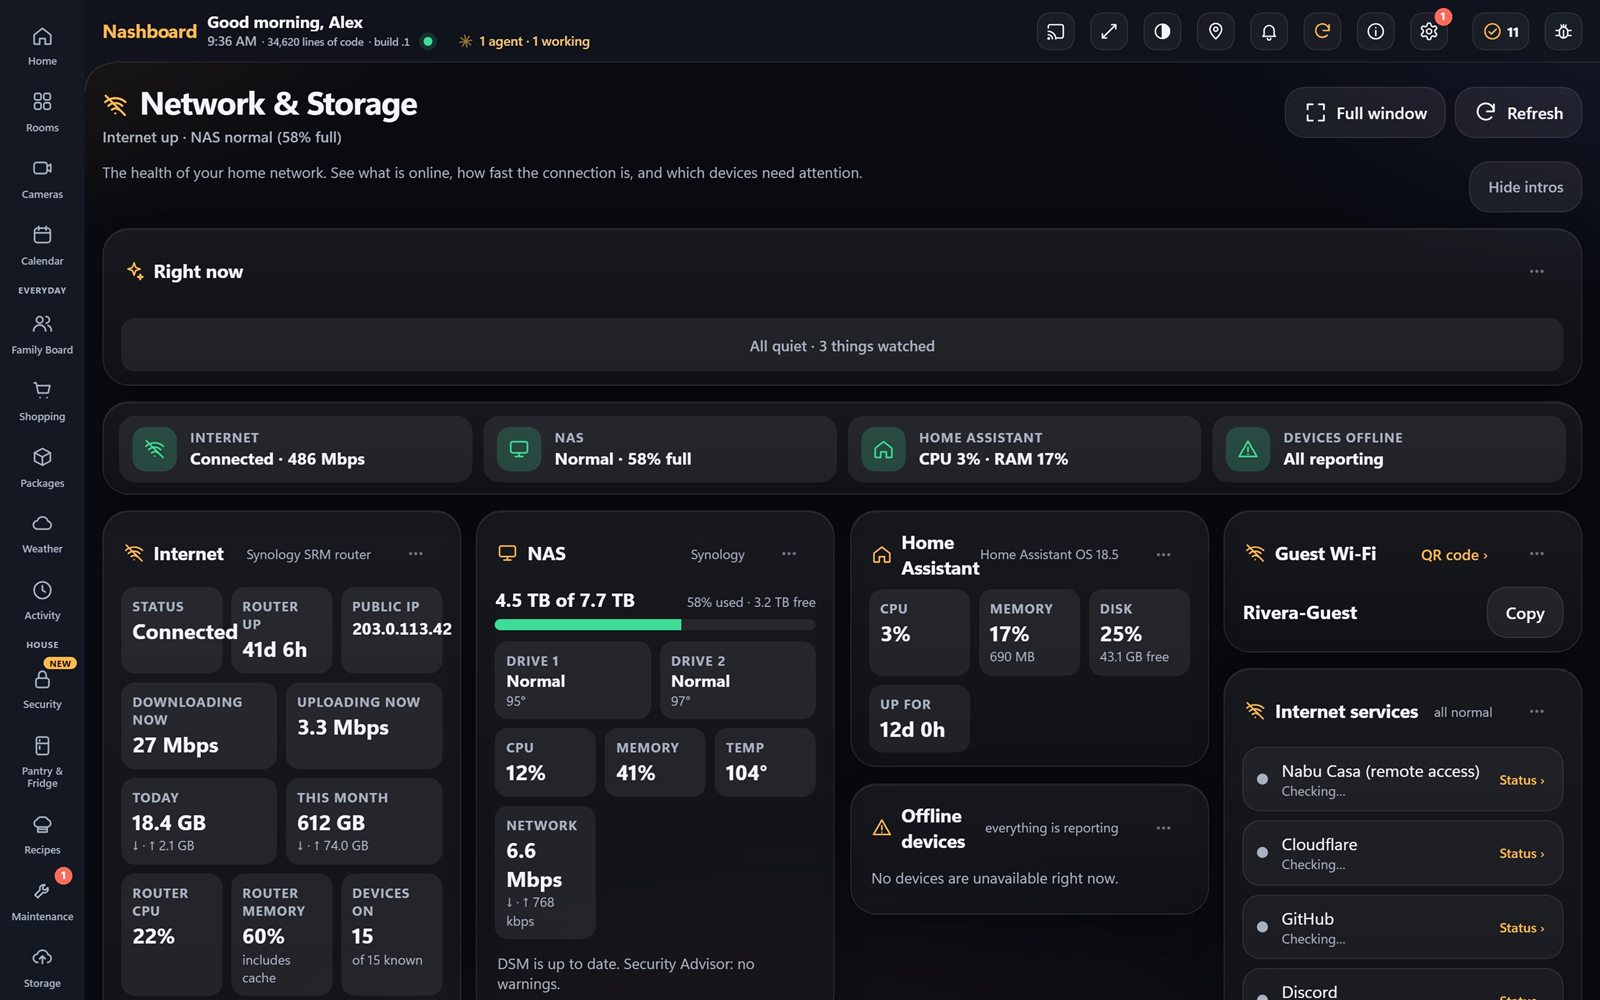 Home
Rooms
Cameras
Calendar
EVERYDAY
Family Board
Shopping
Packages
Weather
Activity
HOUSE
NEW
Security
Pantry &
Fridge
Recipes
1
Maintenance
Storage
Nashboard
Good morning, Alex
9:36 AM · 34,620 lines of code · build .1
1 agent · 1 working
1
11
Network & Storage
Internet up · NAS normal (58% full)
The health of your home network. See what is online, how fast the connection is, and which devices need attention.
Full window
Refresh
Hide intros
Right now
All quiet · 3 things watched
INTERNET
Connected · 486 Mbps
NAS
Normal · 58% full
HOME ASSISTANT
CPU 3% · RAM 17%
DEVICES OFFLINE
All reporting
Internet
Synology SRM router
STATUS
Connected
ROUTER
UP
41d 6h
PUBLIC IP
203.0.113.42
DOWNLOADING
NOW
27 Mbps
UPLOADING NOW
3.3 Mbps
TODAY
18.4 GB
↓ · ↑ 2.1 GB
THIS MONTH
612 GB
↓ · ↑ 74.0 GB
ROUTER
CPU
22%
ROUTER
MEMORY
60%
includes
cache
DEVICES
ON
15
of 15 known
NAS
Synology
4.5 TB of 7.7 TB
58% used · 3.2 TB free
DRIVE 1
Normal
95°
DRIVE 2
Normal
97°
CPU
12%
MEMORY
41%
TEMP
104°
NETWORK
6.6
Mbps
↓ · ↑ 768
kbps
DSM is up to date. Security Advisor: no
warnings.
Home
Assistant
Home Assistant OS 18.5
CPU
3%
MEMORY
17%
690 MB
DISK
25%
43.1 GB free
UP FOR
12d 0h
Offline
devices
everything is reporting
No devices are unavailable right now.
Guest Wi-Fi
QR code ›
Rivera-Guest
Copy
Internet services
all normal
Nabu Casa (remote access)
Checking...
Status ›
Cloudflare
Checking...
Status ›
GitHub
Checking...
Status ›
Discord
Status ›